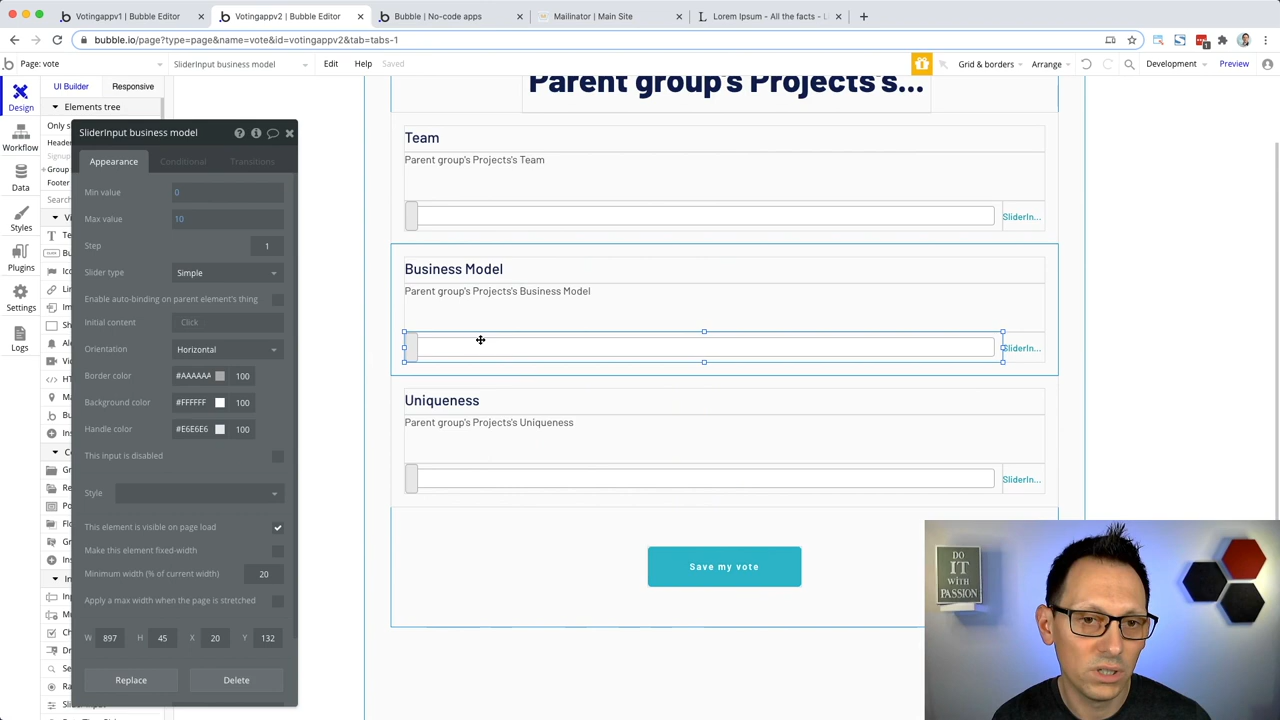 Votingappv1 | Bubble Editor
Votingappv2 | Bubble Editor
Bubble | No-code apps
Mailinator | Main Site
Lorem Ipsum - All the facts - Li
bubble.io/page?type=page&name=vote&id=votingappv2&tab=tabs-1
Page: vote
SliderInput business model
Edit
Help
Saved
Grid & borders
Arrange
Development
Preview
Design
Workflow
Data
Styles
Plugins
Settings
Logs
UI Builder
Responsive
Elements tree
Only s
Header
Signup
Group
Footer
Search
SliderInput business model
Appearance
Conditional
Transitions
Min value
0
Max value
10
Step
1
Slider type
Simple
Enable auto-binding on parent element's thing
Initial content
Click
Orientation
Horizontal
Border color
#AAAAAA
100
Background color
#FFFFFF
100
Handle color
#E6E6E6
100
This input is disabled
Style
This element is visible on page load
Make this element fixed-width
Minimum width (% of current width)
20
Apply a max width when the page is stretched
W
897
H
45
X
20
Y
132
Replace
Delete
Parent group's Projects's...
Team
Parent group's Projects's Team
SliderIn...
Business Model
Parent group's Projects's Business Model
SliderIn...
Uniqueness
Parent group's Projects's Uniqueness
SliderIn...
Save my vote
DO
IT
WITH
PASSION